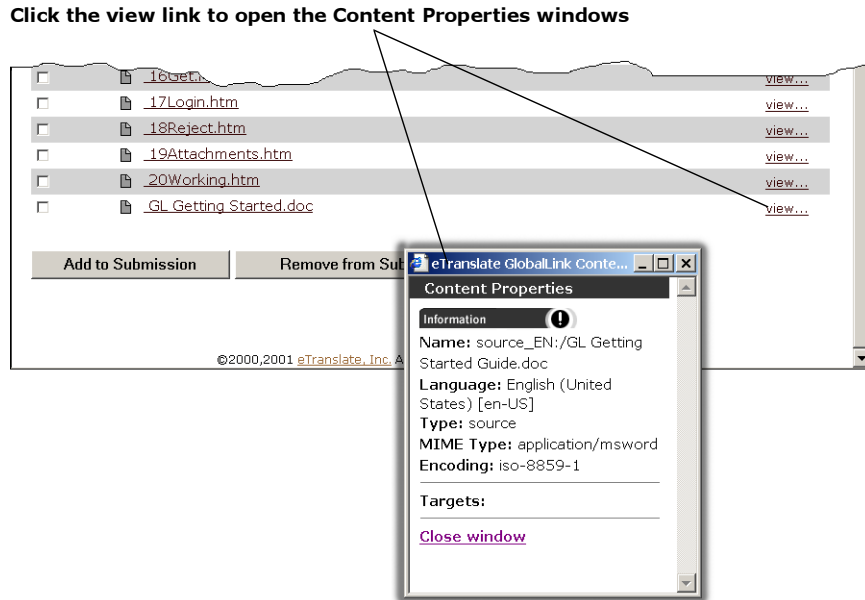 Click the view link to open the Content Properties windows
view...
17Login.htm view...
18Reject.htm view...
19Attachments.htm view...
20Working.htm view...
GL Getting Started.doc view...
Add to Submission Remove from Sub
eTranslate GlobalLink Conte...
Content Properties
Information
Name: source_EN:/GL Getting
Started Guide.doc
Language: English (United
States) [en-US]
Type: source
MIME Type: application/msword
Encoding: iso-8859-1
Targets:
Close window
©2000,2001 eTranslate, Inc. A